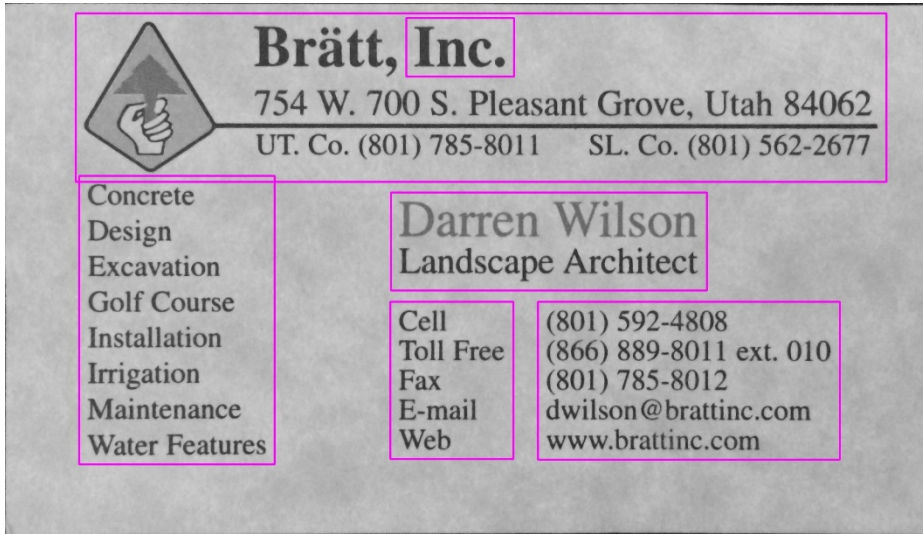 Brätt, Inc.
754 W. 700 S. Pleasant Grove, Utah 84062
UT. Co. (801) 785-8011 SL. Co. (801) 562-2677
Concrete
Design
Excavation
Golf Course
Installation
Irrigation
Maintenance
Water Features
Darren Wilson
Landscape Architect
Cell (801) 592-4808
Toll Free (866) 889-8011 ext. 010
Fax (801) 785-8012
E-mail dwilson@brattinc.com
Web www.brattinc.com